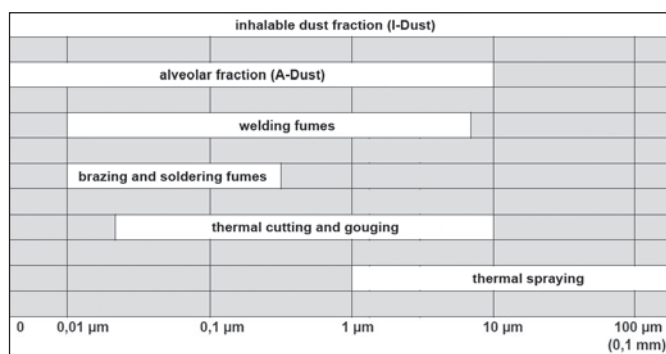 inhalable dust fraction (I-Dust)
alveolar fraction (A-Dust)
welding fumes
brazing and soldering fumes
thermal cutting and gouging
thermal spraying
0 0,01 µm 0,1 µm 1 µm 10 µm 100 µm
(0,1 mm)